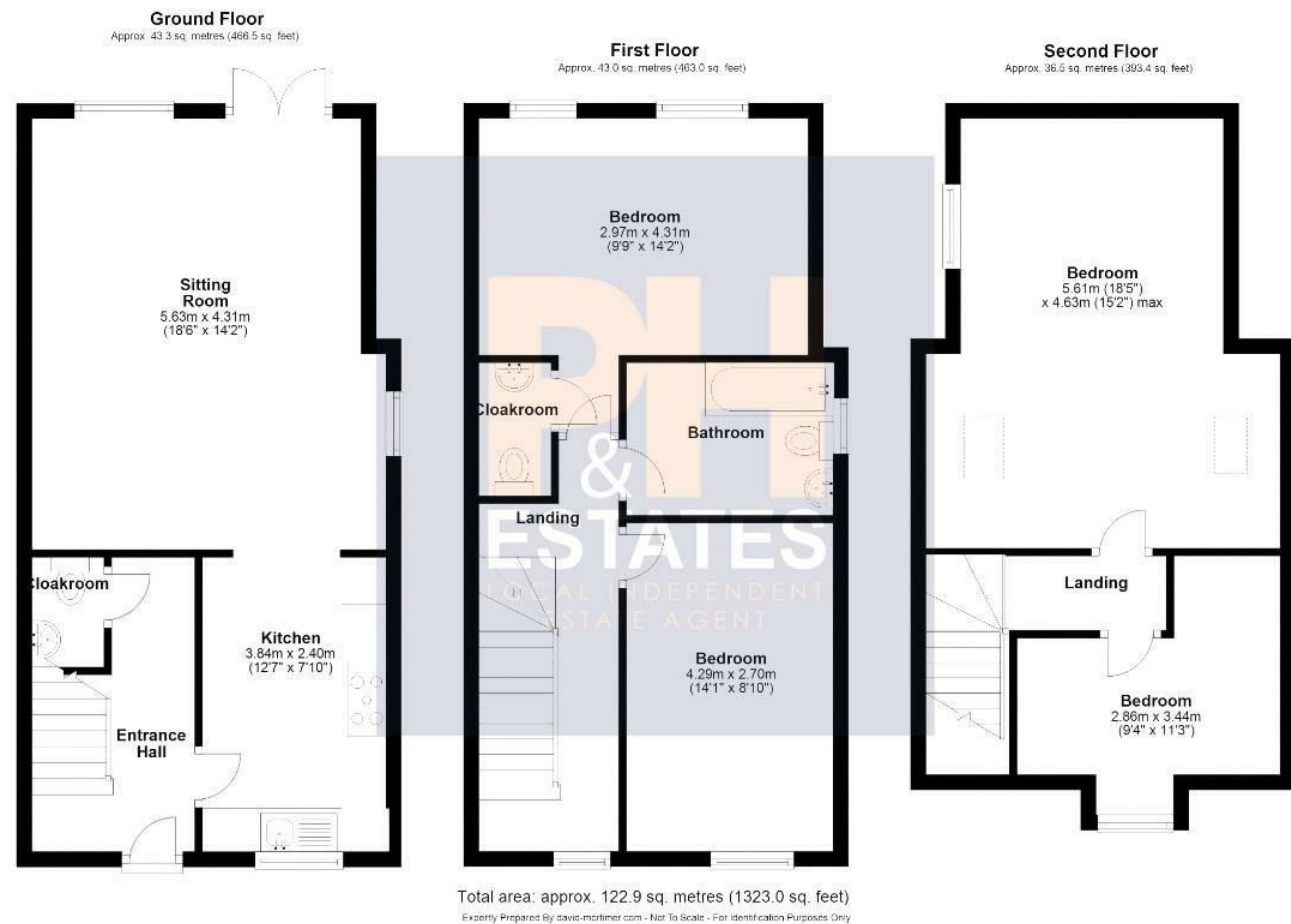 Ground Floor
Approx. 43.3 sq. metres (466.5 sq. feet)
Sitting
Room
5.63m x 4.31m
(18'6" x 14'2")
Cloakroom
Kitchen
3.84m x 2.40m
(12'7" x 7'10")
Entrance
Hall
First Floor
Approx. 43.0 sq. metres (463.0 sq. feet)
Bedroom
2.97m x 4.31m
(9'9" x 14'2")
Cloakroom
Bathroom
Landing
Bedroom
4.29m x 2.70m
(14'1" x 8'10")
Second Floor
Approx. 36.5 sq. metres (393.4 sq. feet)
Bedroom
5.61m (18'5")
x 4.63m (15'2") max
Landing
Bedroom
2.86m x 3.44m
(9'4" x 11'3")
PH
&
ESTATES
LOCAL INDEPENDENT
ESTATE AGENT
Total area: approx. 122.9 sq. metres (1323.0 sq. feet)
Expertly Prepared By david-mortimer.com - Not To Scale - For Identification Purposes Only